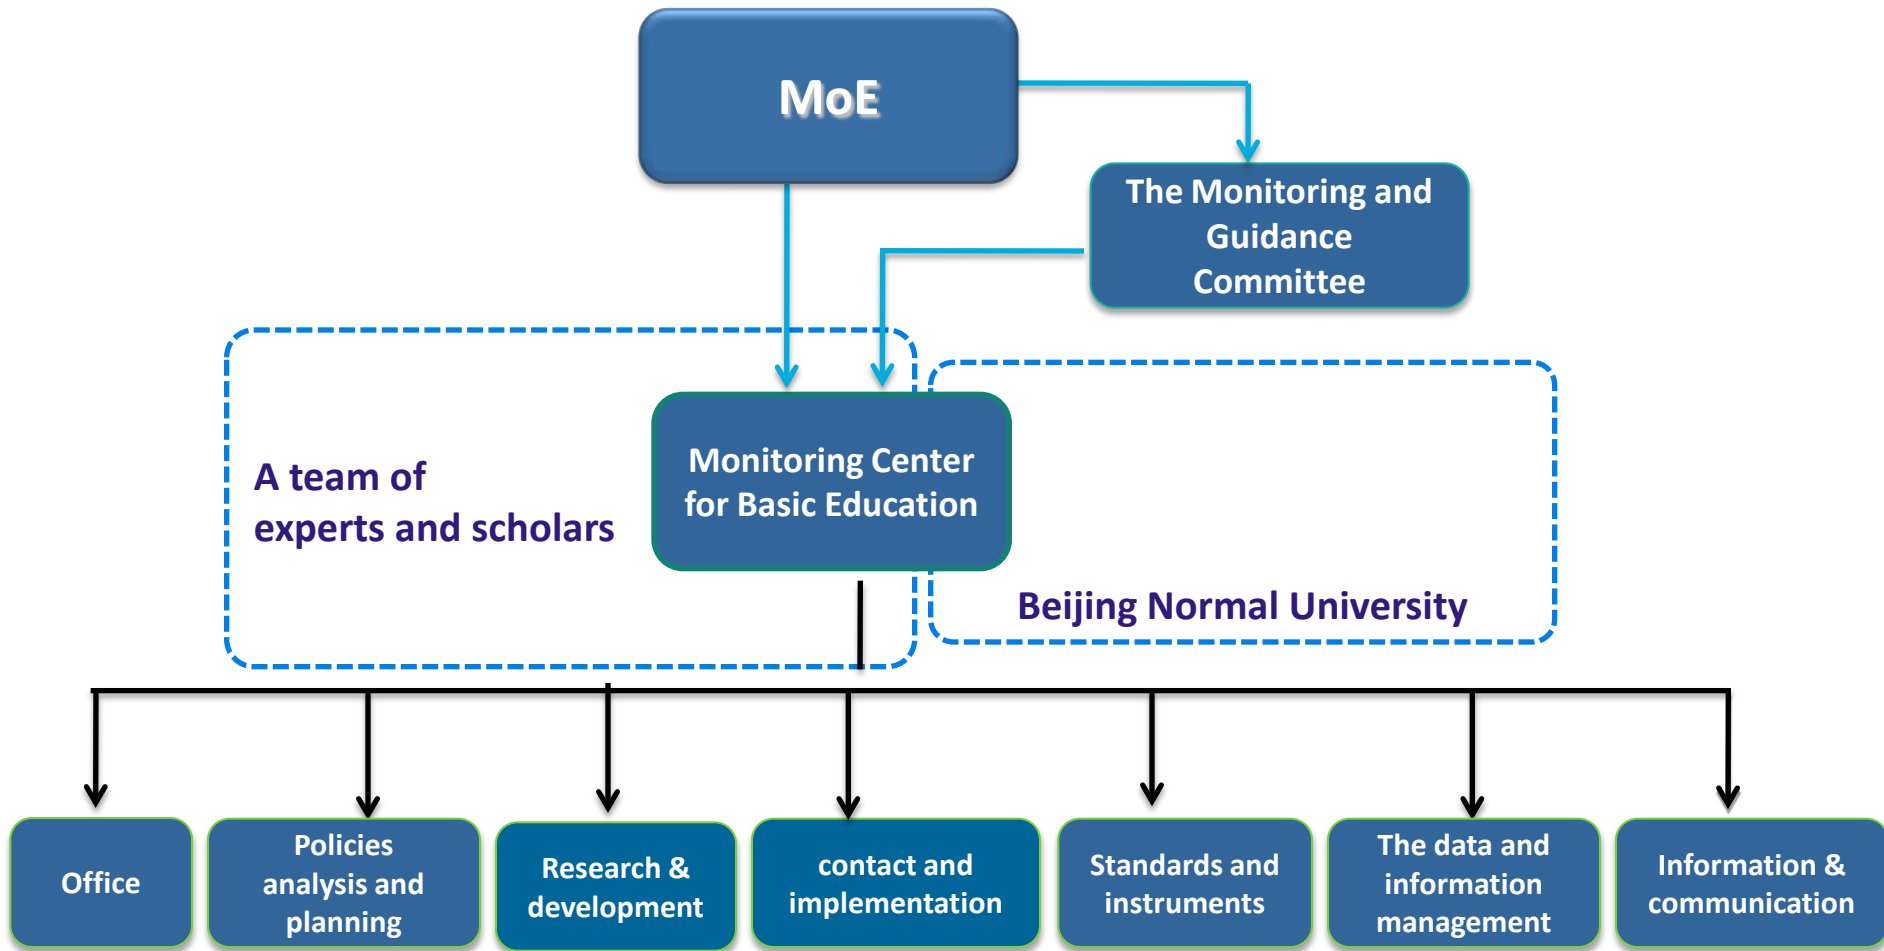 MoE
The Monitoring and
Guidance
Committee
Monitoring Center
for Basic Education
A team of
experts and scholars
Beijing Normal University
Office
Policies
analysis and
planning
Research &
development
contact and
implementation
Standards and
instruments
The data and
information
management
Information &
communication